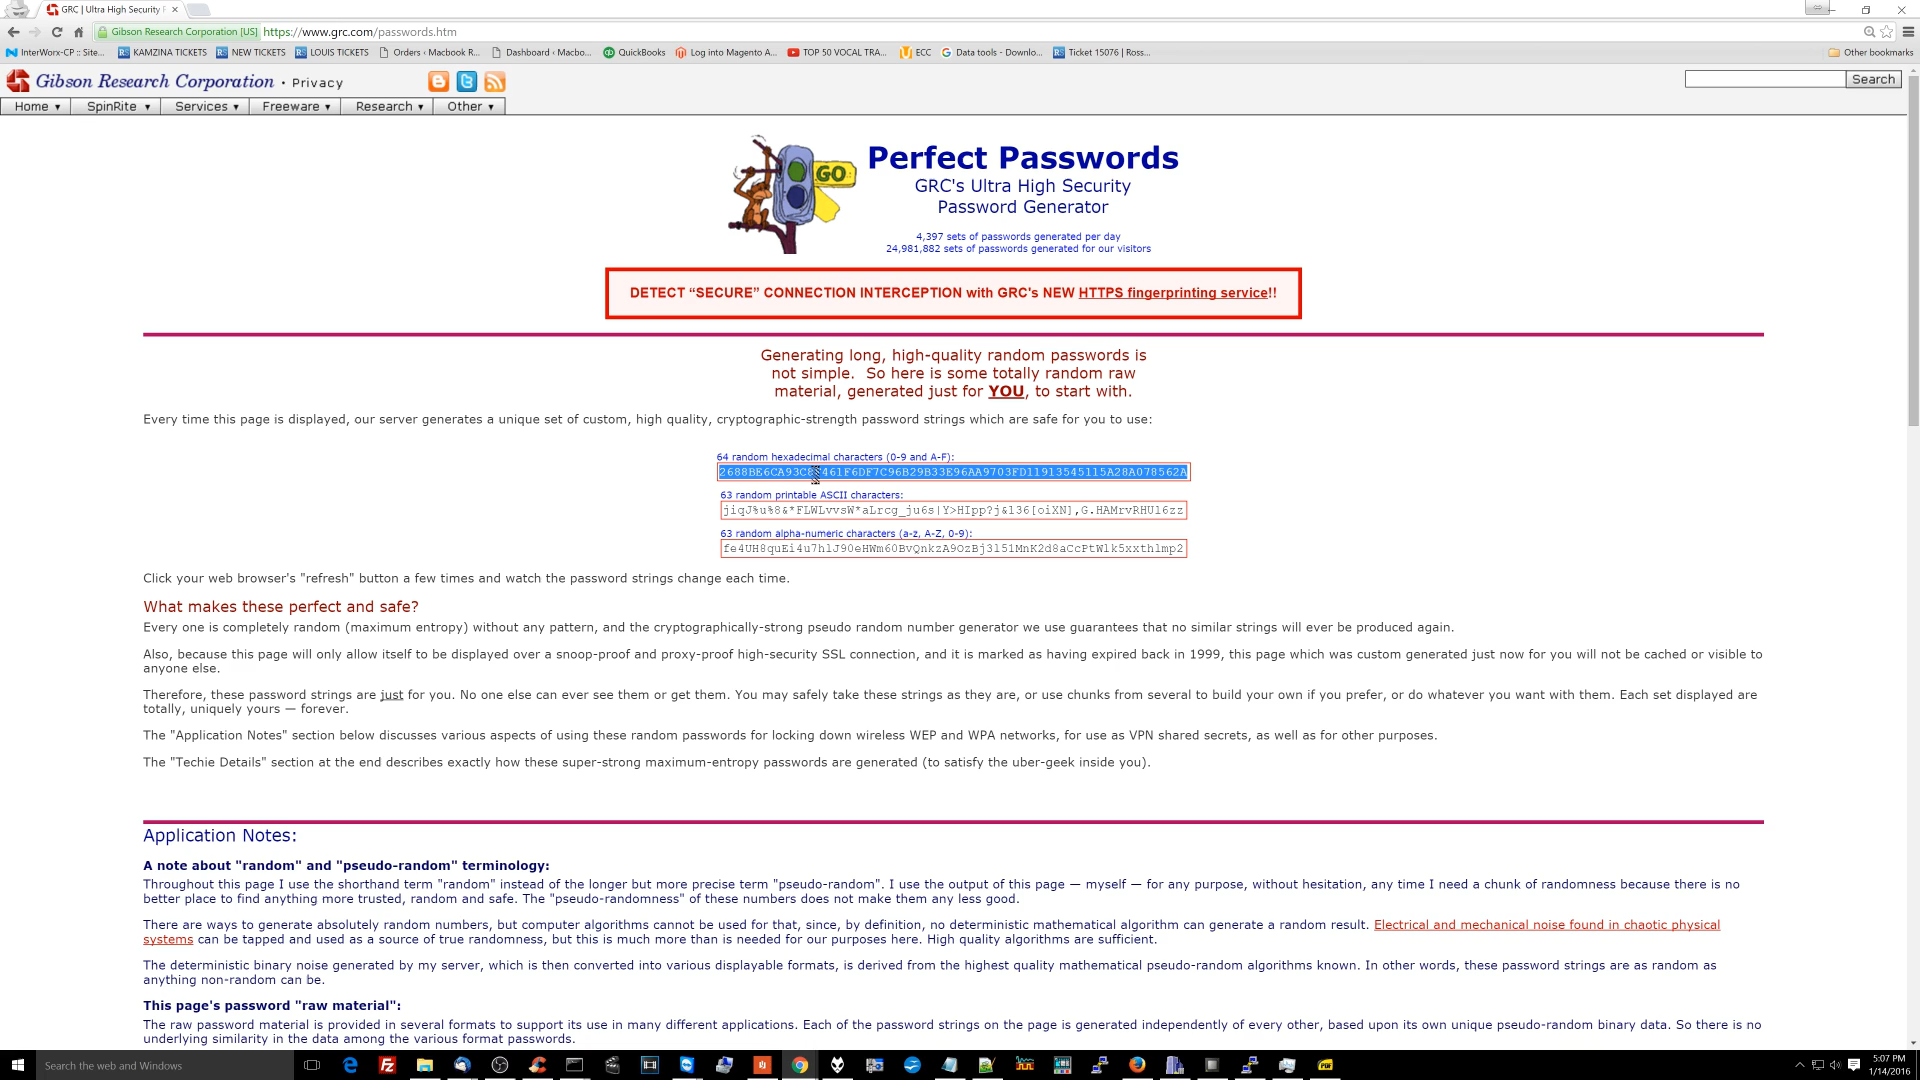 GRC | Ultra High Security
Gibson Research Corporation [US] https://www.grc.com/passwords.htm
InterWorx-CP :: Site... KAMZINA TICKETS NEW TICKETS LOUIS TICKETS Orders ‹ Macbook R... Dashboard ‹ Macbo... QuickBooks Log into Magento A... TOP 50 VOCAL TRA... ECC Data tools - Downlo... Ticket 15076 | Ross... Other bookmarks
Gibson Research Corporation • Privacy Search
Home ▾ SpinRite ▾ Services ▾ Freeware ▾ Research ▾ Other ▾
GO
Perfect Passwords
GRC's Ultra High Security
Password Generator
4,397 sets of passwords generated per day
24,981,882 sets of passwords generated for our visitors
DETECT “SECURE” CONNECTION INTERCEPTION with GRC's NEW HTTPS fingerprinting service!!
Generating long, high-quality random passwords is
not simple. So here is some totally random raw
material, generated just for YOU, to start with.
Every time this page is displayed, our server generates a unique set of custom, high quality, cryptographic-strength password strings which are safe for you to use:
64 random hexadecimal characters (0-9 and A-F):
63 random printable ASCII characters:
jiqJ%u%8&*FLWLvvsW*aLrcg_ju6s|Y>HIpp?j&136[oiXN],G.HAMrvRHUl6zz
63 random alpha-numeric characters (a-z, A-Z, 0-9):
fe4UH8quEi4u7hlJ90eHWm60BvQnkzA9OzBj3l51MnK2d8aCcPtWlk5xxthlmp2
Click your web browser's "refresh" button a few times and watch the password strings change each time.
What makes these perfect and safe?
Every one is completely random (maximum entropy) without any pattern, and the cryptographically-strong pseudo random number generator we use guarantees that no similar strings will ever be produced again.
Also, because this page will only allow itself to be displayed over a snoop-proof and proxy-proof high-security SSL connection, and it is marked as having expired back in 1999, this page which was custom generated just now for you will not be cached or visible to
anyone else.
Therefore, these password strings are just for you. No one else can ever see them or get them. You may safely take these strings as they are, or use chunks from several to build your own if you prefer, or do whatever you want with them. Each set displayed are
totally, uniquely yours — forever.
The "Application Notes" section below discusses various aspects of using these random passwords for locking down wireless WEP and WPA networks, for use as VPN shared secrets, as well as for other purposes.
The "Techie Details" section at the end describes exactly how these super-strong maximum-entropy passwords are generated (to satisfy the uber-geek inside you).
Application Notes:
A note about "random" and "pseudo-random" terminology:
Throughout this page I use the shorthand term "random" instead of the longer but more precise term "pseudo-random". I use the output of this page — myself — for any purpose, without hesitation, any time I need a chunk of randomness because there is no
better place to find anything more trusted, random and safe. The "pseudo-randomness" of these numbers does not make them any less good.
There are ways to generate absolutely random numbers, but computer algorithms cannot be used for that, since, by definition, no deterministic mathematical algorithm can generate a random result. Electrical and mechanical noise found in chaotic physical
systems can be tapped and used as a source of true randomness, but this is much more than is needed for our purposes here. High quality algorithms are sufficient.
The deterministic binary noise generated by my server, which is then converted into various displayable formats, is derived from the highest quality mathematical pseudo-random algorithms known. In other words, these password strings are as random as
anything non-random can be.
This page's password "raw material":
The raw password material is provided in several formats to support its use in many different applications. Each of the password strings on the page is generated independently of every other, based upon its own unique pseudo-random binary data. So there is no
underlying similarity in the data among the various format passwords.
Search the web and Windows
5:07 PM
1/14/2016